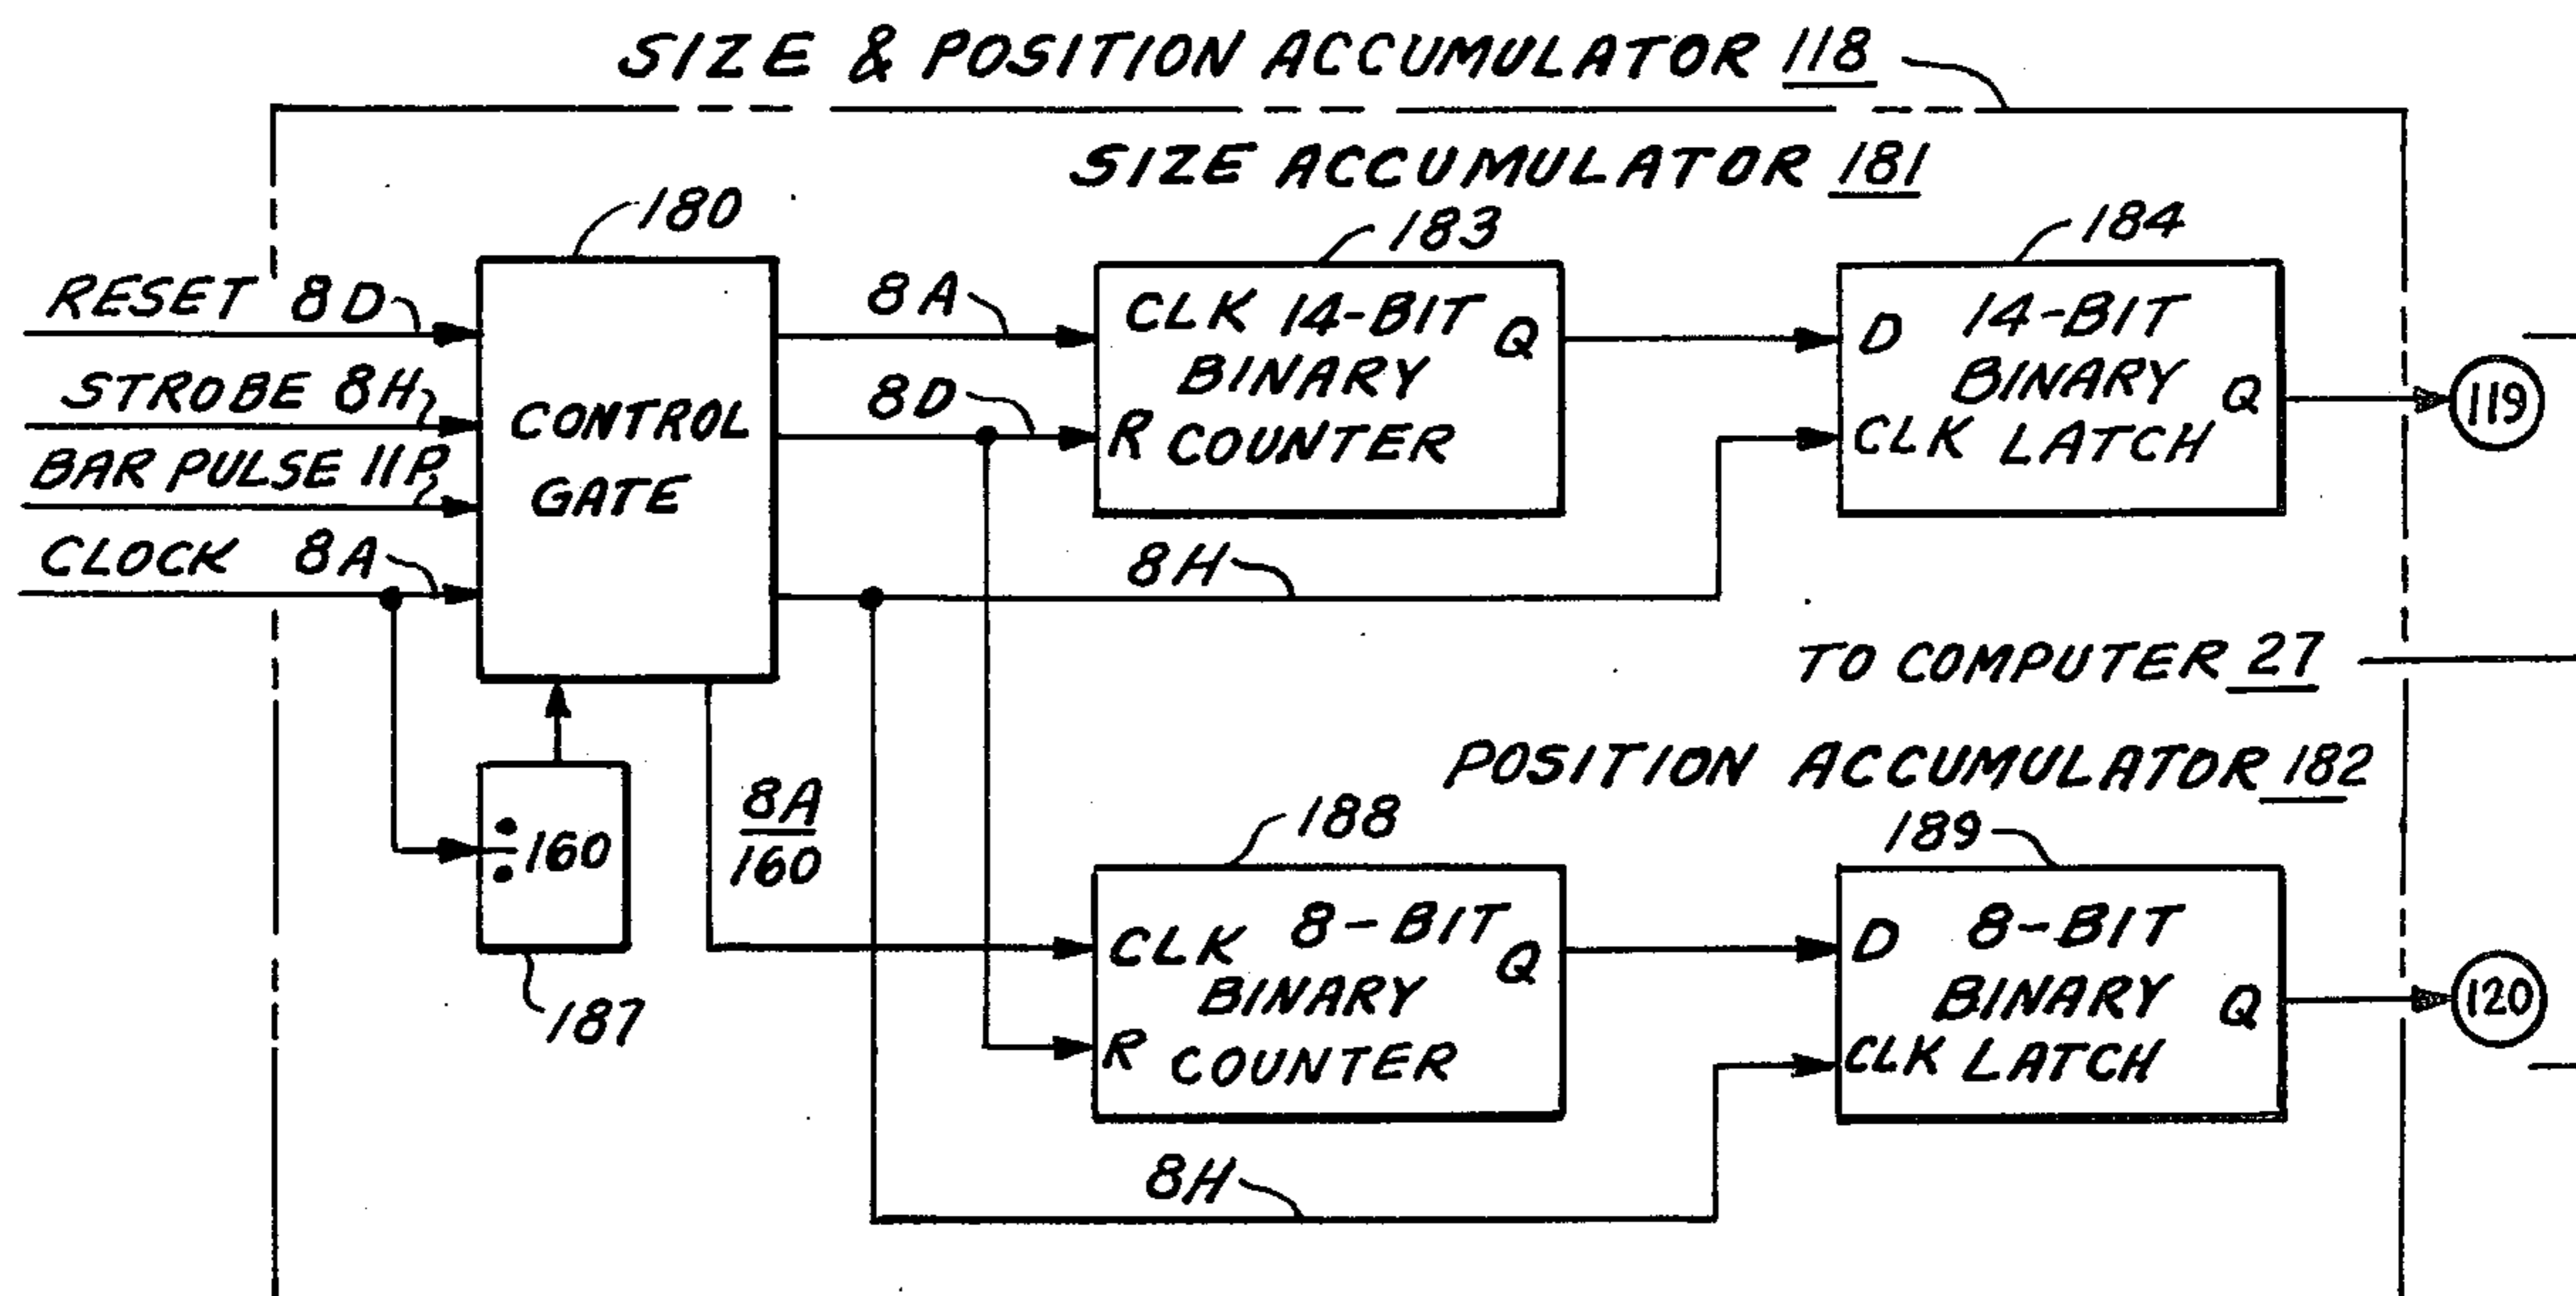 SIZE & POSITION ACCUMULATOR 118
SIZE ACCUMULATOR 181
180
183
184
RESET 8D
STROBE 8H
BAR PULSE 11P
CLOCK 8A
CONTROL
GATE
8A
8D
8H
CLK 14-BIT Q
BINARY
R COUNTER
D 14-BIT
BINARY Q
CLK LATCH
119
TO COMPUTER 27
POSITION ACCUMULATOR 182
÷160
187
8A
160
188
189
CLK 8-BIT Q
BINARY
R COUNTER
D 8-BIT
BINARY Q
CLK LATCH
120
8H